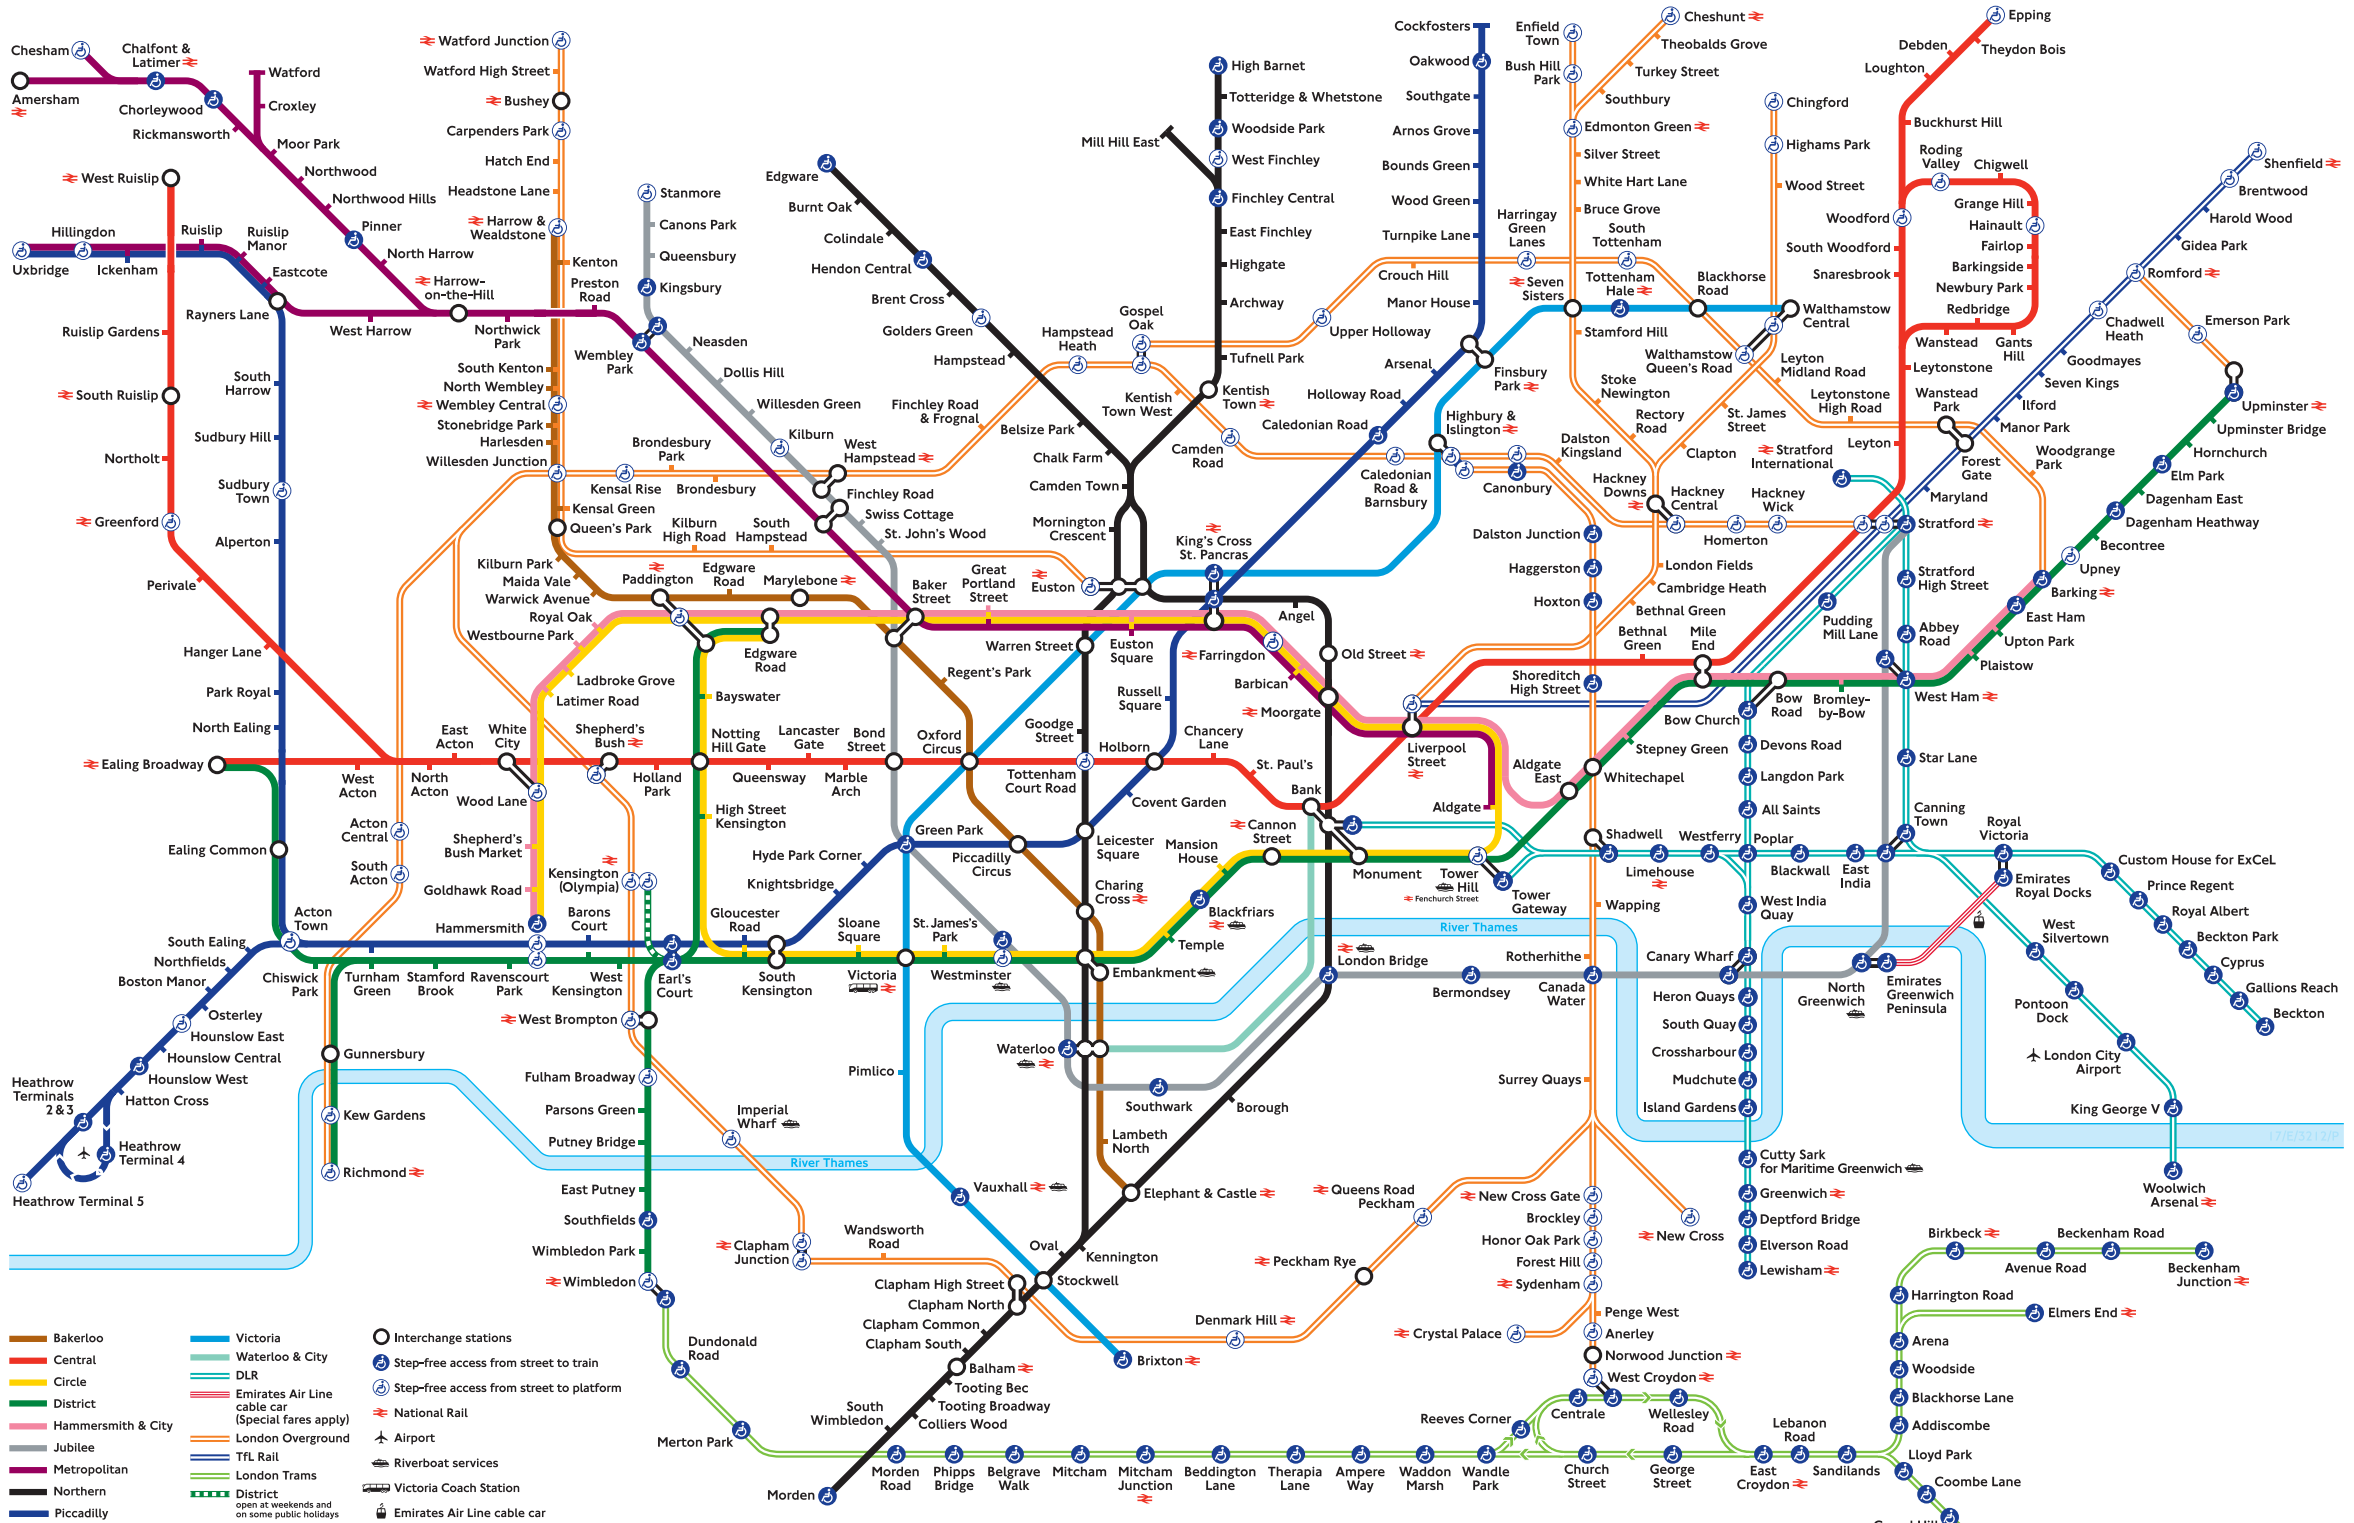 Chesham
Chalfont &
Latimer
Amersham
Chorleywood
Rickmansworth
Watford
Croxley
Moor Park
Northwood
Northwood Hills
Pinner
North Harrow
Harrow-
on-the-Hill
West Ruislip
Hillingdon
Uxbridge
Ickenham
Ruislip
Ruislip
Manor
Eastcote
Rayners Lane
West Harrow
Northwick
Park
Preston
Road
Wembley
Park
Ruislip Gardens
South Ruislip
Northolt
Greenford
Perivale
Hanger Lane
South
Harrow
Sudbury Hill
Sudbury
Town
Alperton
Park Royal
North Ealing
Ealing Broadway
Ealing Common
Watford Junction
Watford High Street
Bushey
Carpenders Park
Hatch End
Headstone Lane
Harrow &
Wealdstone
Kenton
South Kenton
North Wembley
Wembley Central
Stonebridge Park
Harlesden
Willesden Junction
Kensal Green
Queen's Park
Kilburn Park
Maida Vale
Warwick Avenue
Royal Oak
Westbourne Park
Ladbroke Grove
Latimer Road
Stanmore
Canons Park
Queensbury
Kingsbury
Neasden
Dollis Hill
Willesden Green
Kilburn
West
Hampstead
Finchley Road
Swiss Cottage
St. John's Wood
Brondesbury
Park
Kensal Rise
Brondesbury
Kilburn
High Road
South
Hampstead
Paddington
Edgware
Road
Marylebone
Baker
Street
Great
Portland
Street
Edgware
Road
Edgware
Burnt Oak
Colindale
Hendon Central
Brent Cross
Golders Green
Hampstead
Belsize Park
Chalk Farm
Camden Town
Mornington
Crescent
Euston
Finchley Road
& Frognal
Hampstead
Heath
Gospel
Oak
Kentish
Town West
Kentish
Town
Camden
Road
Mill Hill East
High Barnet
Totteridge & Whetstone
Woodside Park
West Finchley
Finchley Central
East Finchley
Highgate
Archway
Tufnell Park
Cockfosters
Oakwood
Southgate
Arnos Grove
Bounds Green
Wood Green
Turnpike Lane
Manor House
Arsenal
Holloway Road
Caledonian Road
Finsbury
Park
Highbury &
Islington
Caledonian
Road &
Barnsbury
Canonbury
Upper Holloway
Crouch Hill
Harringay
Green
Lanes
South
Tottenham
Seven
Sisters
Tottenham
Hale
Blackhorse
Road
Walthamstow
Central
Walthamstow
Queen's Road
Enfield
Town
Bush Hill
Park
Cheshunt
Theobalds Grove
Turkey Street
Southbury
Edmonton Green
Silver Street
White Hart Lane
Bruce Grove
Stamford Hill
Stoke
Newington
Rectory
Road
Clapton
St. James
Street
Chingford
Highams Park
Wood Street
Leyton
Midland Road
Leytonstone
High Road
Wanstead
Park
Woodgrange
Park
Forest
Gate
Maryland
Manor Park
Ilford
Seven Kings
Goodmayes
Chadwell
Heath
Romford
Gidea Park
Harold Wood
Brentwood
Shenfield
Emerson Park
Upminster
Upminster Bridge
Hornchurch
Elm Park
Dagenham East
Dagenham Heathway
Becontree
Upney
Barking
East Ham
Upton Park
Plaistow
West Ham
Epping
Theydon Bois
Debden
Loughton
Buckhurst Hill
Roding
Valley
Chigwell
Grange Hill
Hainault
Fairlop
Barkingside
Newbury Park
Redbridge
Gants
Hill
Wanstead
Woodford
South Woodford
Snaresbrook
Leytonstone
Leyton
Stratford
International
Stratford
Stratford
High Street
Abbey
Road
Pudding
Mill Lane
Dalston
Kingsland
Hackney
Downs
Hackney
Central
Hackney
Wick
Homerton
London Fields
Cambridge Heath
Bethnal Green
Bethnal
Green
Mile
End
Dalston Junction
Haggerston
Hoxton
Shoreditch
High Street
King's Cross
St. Pancras
Angel
Old Street
Warren Street
Euston
Square
Farringdon
Barbican
Moorgate
Liverpool
Street
Regent's Park
Russell
Square
Goodge
Street
Holborn
Chancery
Lane
St. Paul's
Bank
Tottenham
Court Road
Oxford
Circus
Bond
Street
Marble
Arch
Lancaster
Gate
Queensway
Notting
Hill Gate
Bayswater
High Street
Kensington
Holland
Park
Shepherd's
Bush
White
City
Wood Lane
East
Acton
North
Acton
West
Acton
Acton
Central
South
Acton
Shepherd's
Bush Market
Goldhawk Road
Hammersmith
Kensington
(Olympia)
Barons
Court
Gloucester
Road
South
Kensington
Earl's
Court
West
Kensington
Ravenscourt
Park
Stamford
Brook
Turnham
Green
Chiswick
Park
Acton
Town
South Ealing
Northfields
Boston Manor
Osterley
Hounslow East
Hounslow Central
Hounslow West
Hatton Cross
Heathrow
Terminals
2 & 3
Heathrow
Terminal 4
Heathrow Terminal 5
Gunnersbury
Kew Gardens
Richmond
West Brompton
Fulham Broadway
Parsons Green
Putney Bridge
East Putney
Southfields
Wimbledon Park
Wimbledon
Imperial
Wharf
Clapham
Junction
Wandsworth
Road
Clapham High Street
Clapham North
Clapham Common
Clapham South
Balham
Tooting Bec
Tooting Broadway
Colliers Wood
South
Wimbledon
Morden
Hyde Park Corner
Knightsbridge
Green Park
Piccadilly
Circus
Leicester
Square
Covent Garden
Charing
Cross
Embankment
Sloane
Square
Victoria
St. James's
Park
Westminster
Temple
Blackfriars
Mansion
House
Cannon
Street
Monument
Tower
Hill
Fenchurch Street
Tower
Gateway
Aldgate
Aldgate
East
Whitechapel
Stepney Green
Bow Church
Bow
Road
Bromley-
by-Bow
Devons Road
Langdon Park
All Saints
Poplar
Westferry
Limehouse
Shadwell
Blackwall
East
India
Canning
Town
Star Lane
Royal
Victoria
Custom House for ExCeL
Prince Regent
Royal Albert
Beckton Park
Cyprus
Gallions Reach
Beckton
Emirates
Royal Docks
Emirates
Greenwich
Peninsula
North
Greenwich
West
Silvertown
Pontoon
Dock
London City
Airport
King George V
Woolwich
Arsenal
West India
Quay
Canary Wharf
Heron Quays
South Quay
Crossharbour
Mudchute
Island Gardens
Cutty Sark
for Maritime Greenwich
Greenwich
Deptford Bridge
Elverson Road
Lewisham
Wapping
Rotherhithe
Canada
Water
Surrey Quays
Bermondsey
London Bridge
Borough
Southwark
Waterloo
Lambeth
North
Elephant & Castle
Kennington
Oval
Stockwell
Pimlico
Vauxhall
Brixton
River Thames
River Thames
17/E/3212/P
Queens Road
Peckham
Peckham Rye
Denmark Hill
New Cross Gate
Brockley
Honor Oak Park
Forest Hill
Sydenham
New Cross
Crystal Palace
Penge West
Anerley
Norwood Junction
West Croydon
Dundonald
Road
Merton Park
Morden
Road
Phipps
Bridge
Belgrave
Walk
Mitcham
Mitcham
Junction
Beddington
Lane
Therapia
Lane
Ampere
Way
Waddon
Marsh
Wandle
Park
Reeves Corner
Centrale
Wellesley
Road
Church
Street
George
Street
East
Croydon
Lebanon
Road
Sandilands
Lloyd Park
Coombe Lane
Addiscombe
Blackhorse Lane
Woodside
Arena
Harrington Road
Elmers End
Birkbeck
Avenue Road
Beckenham Road
Beckenham
Junction
Bakerloo
Central
Circle
District
Hammersmith & City
Jubilee
Metropolitan
Northern
Piccadilly
Victoria
Waterloo & City
DLR
Emirates Air Line
cable car
(Special fares apply)
London Overground
TfL Rail
London Trams
District
open at weekends and
on some public holidays
Interchange stations
Step-free access from street to train
Step-free access from street to platform
National Rail
Airport
Riverboat services
Victoria Coach Station
Emirates Air Line cable car